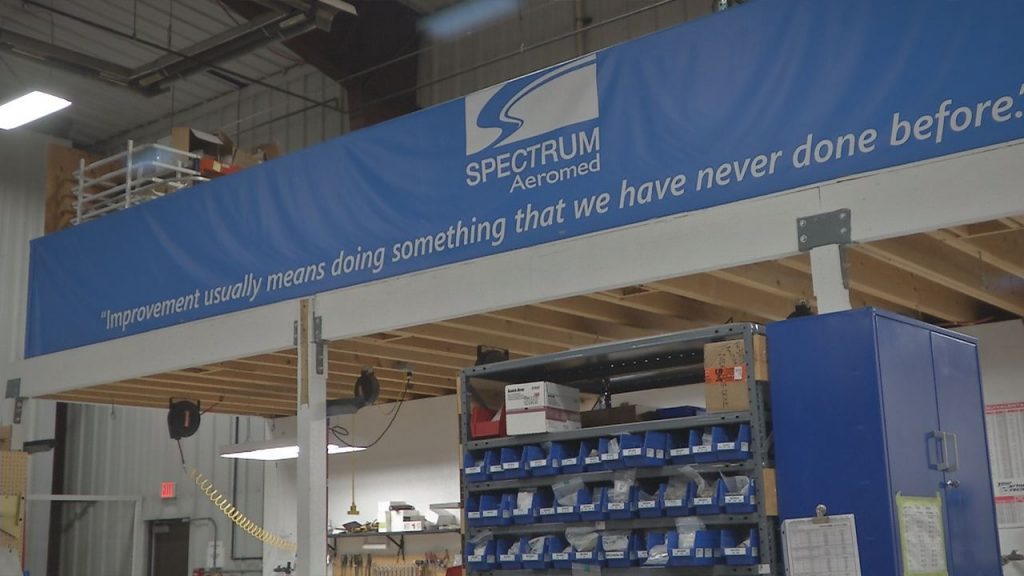 SPECTRUM
Aeromed
“Improvement usually means doing something that we have never done before.”